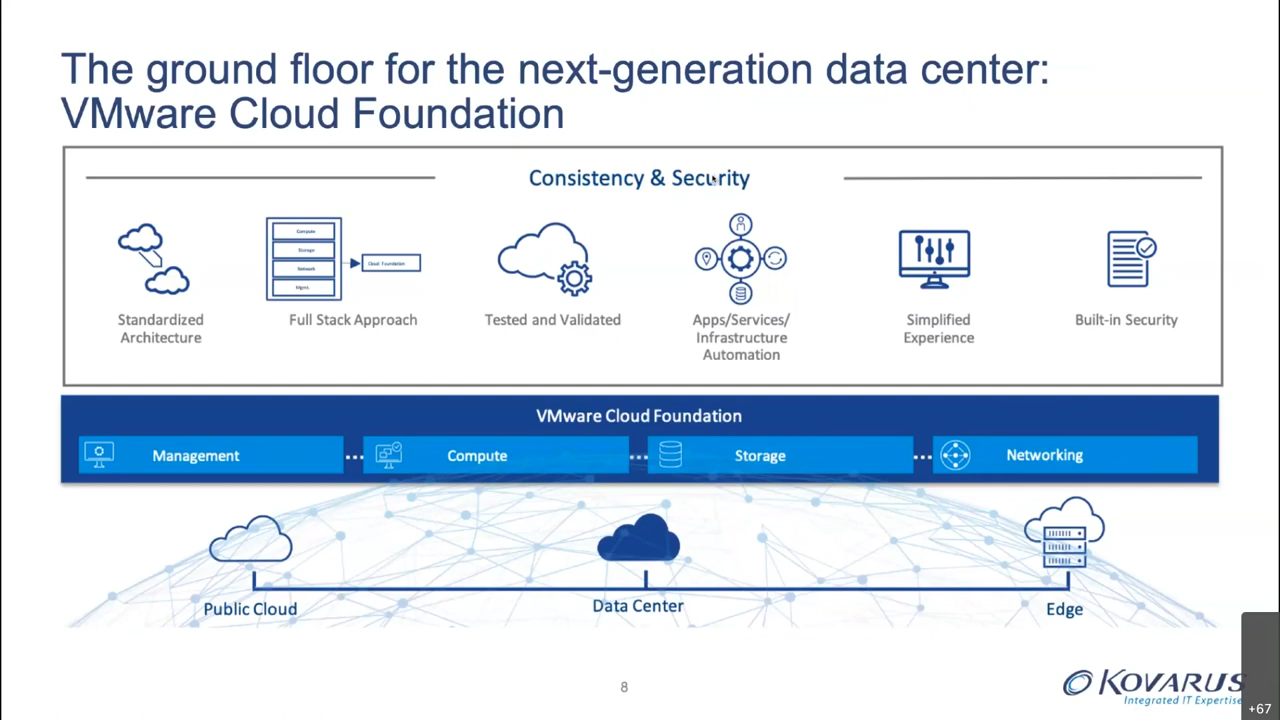 The ground floor for the next-generation data center:
VMware Cloud Foundation
Consistency & Security
Compute
Storage
Network
Mgmt.
Cloud Foundation
Standardized
Architecture
Full Stack Approach
Tested and Validated
Apps/Services/
Infrastructure
Automation
Simplified
Experience
Built-in Security
VMware Cloud Foundation
Management
Compute
Storage
Networking
Public Cloud
Data Center
Edge
8
KOVARUS
Integrated IT Expertise
+67